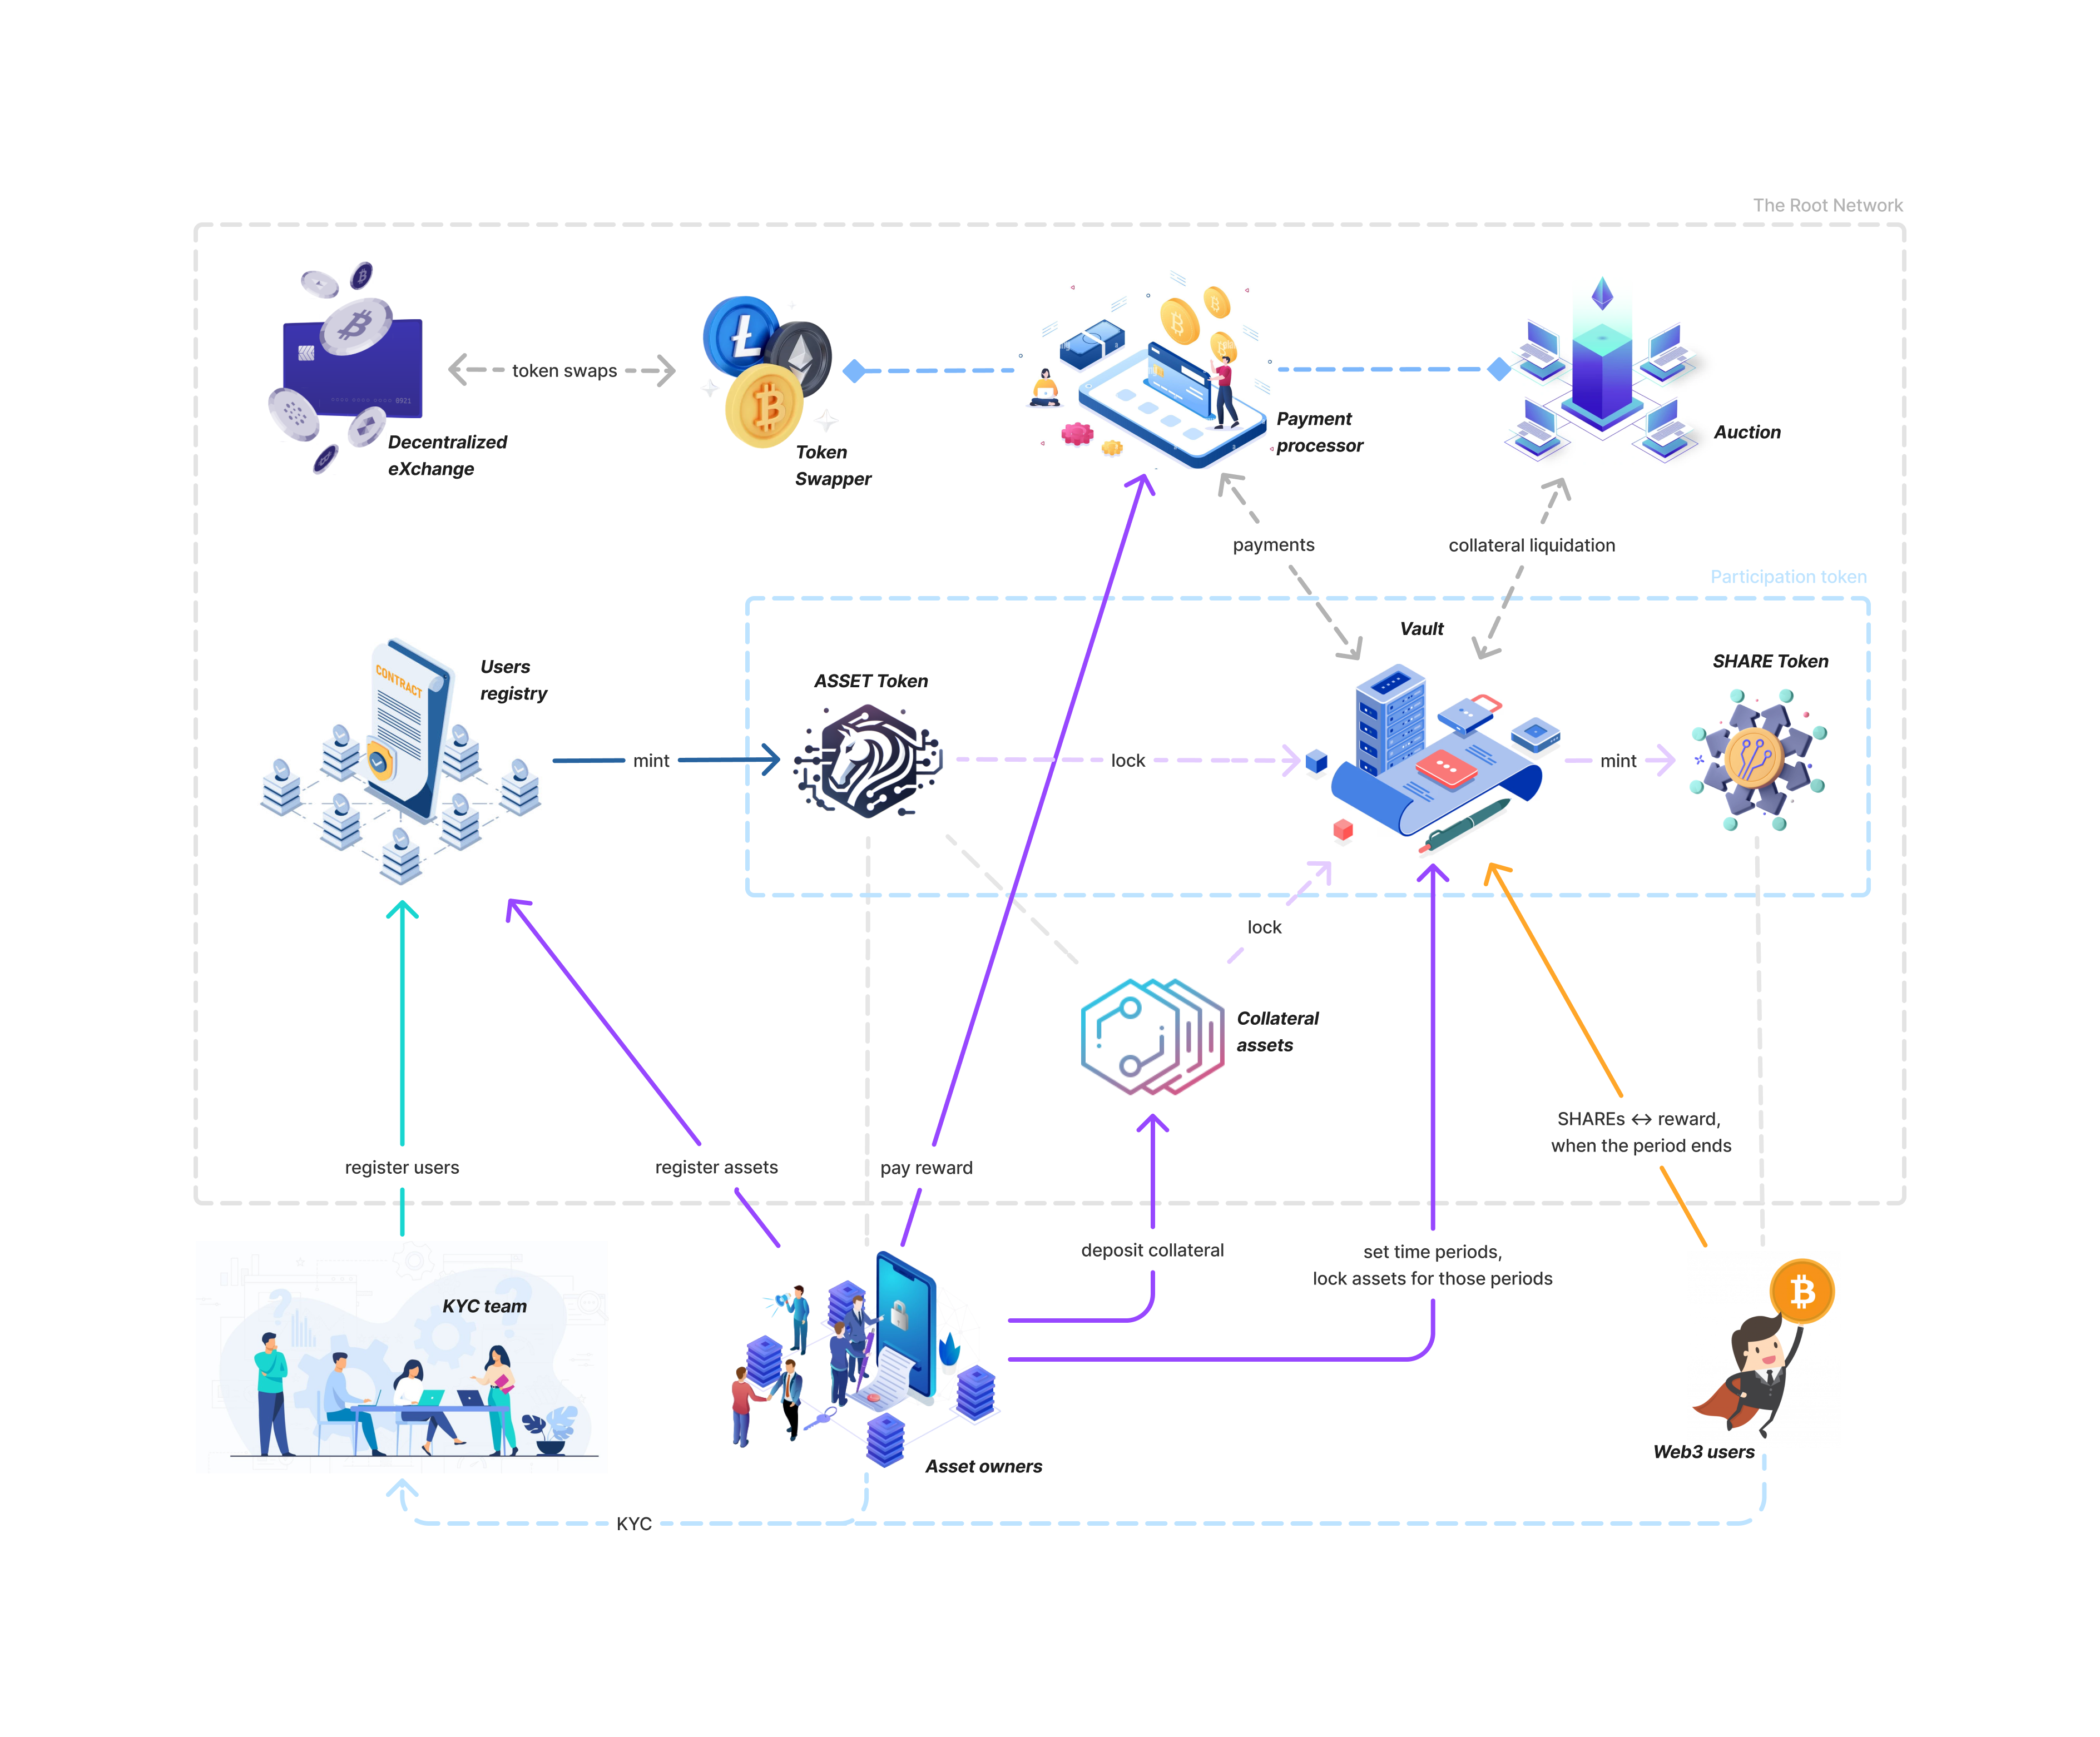 The Root Network
8921
token swaps
Decentralized
eXchange
Token
Swapper
Payment
processor
Auction
payments
collateral liquidation
Participation token
Vault
CONTRACT
Users
registry
ASSET Token
SHARE Token
mint
lock
mint
lock
Collateral
assets
SHAREs ↔ reward,
when the period ends
register users
register assets
pay reward
deposit collateral
set time periods,
lock assets for those periods
KYC team
Asset owners
Web3 users
KYC